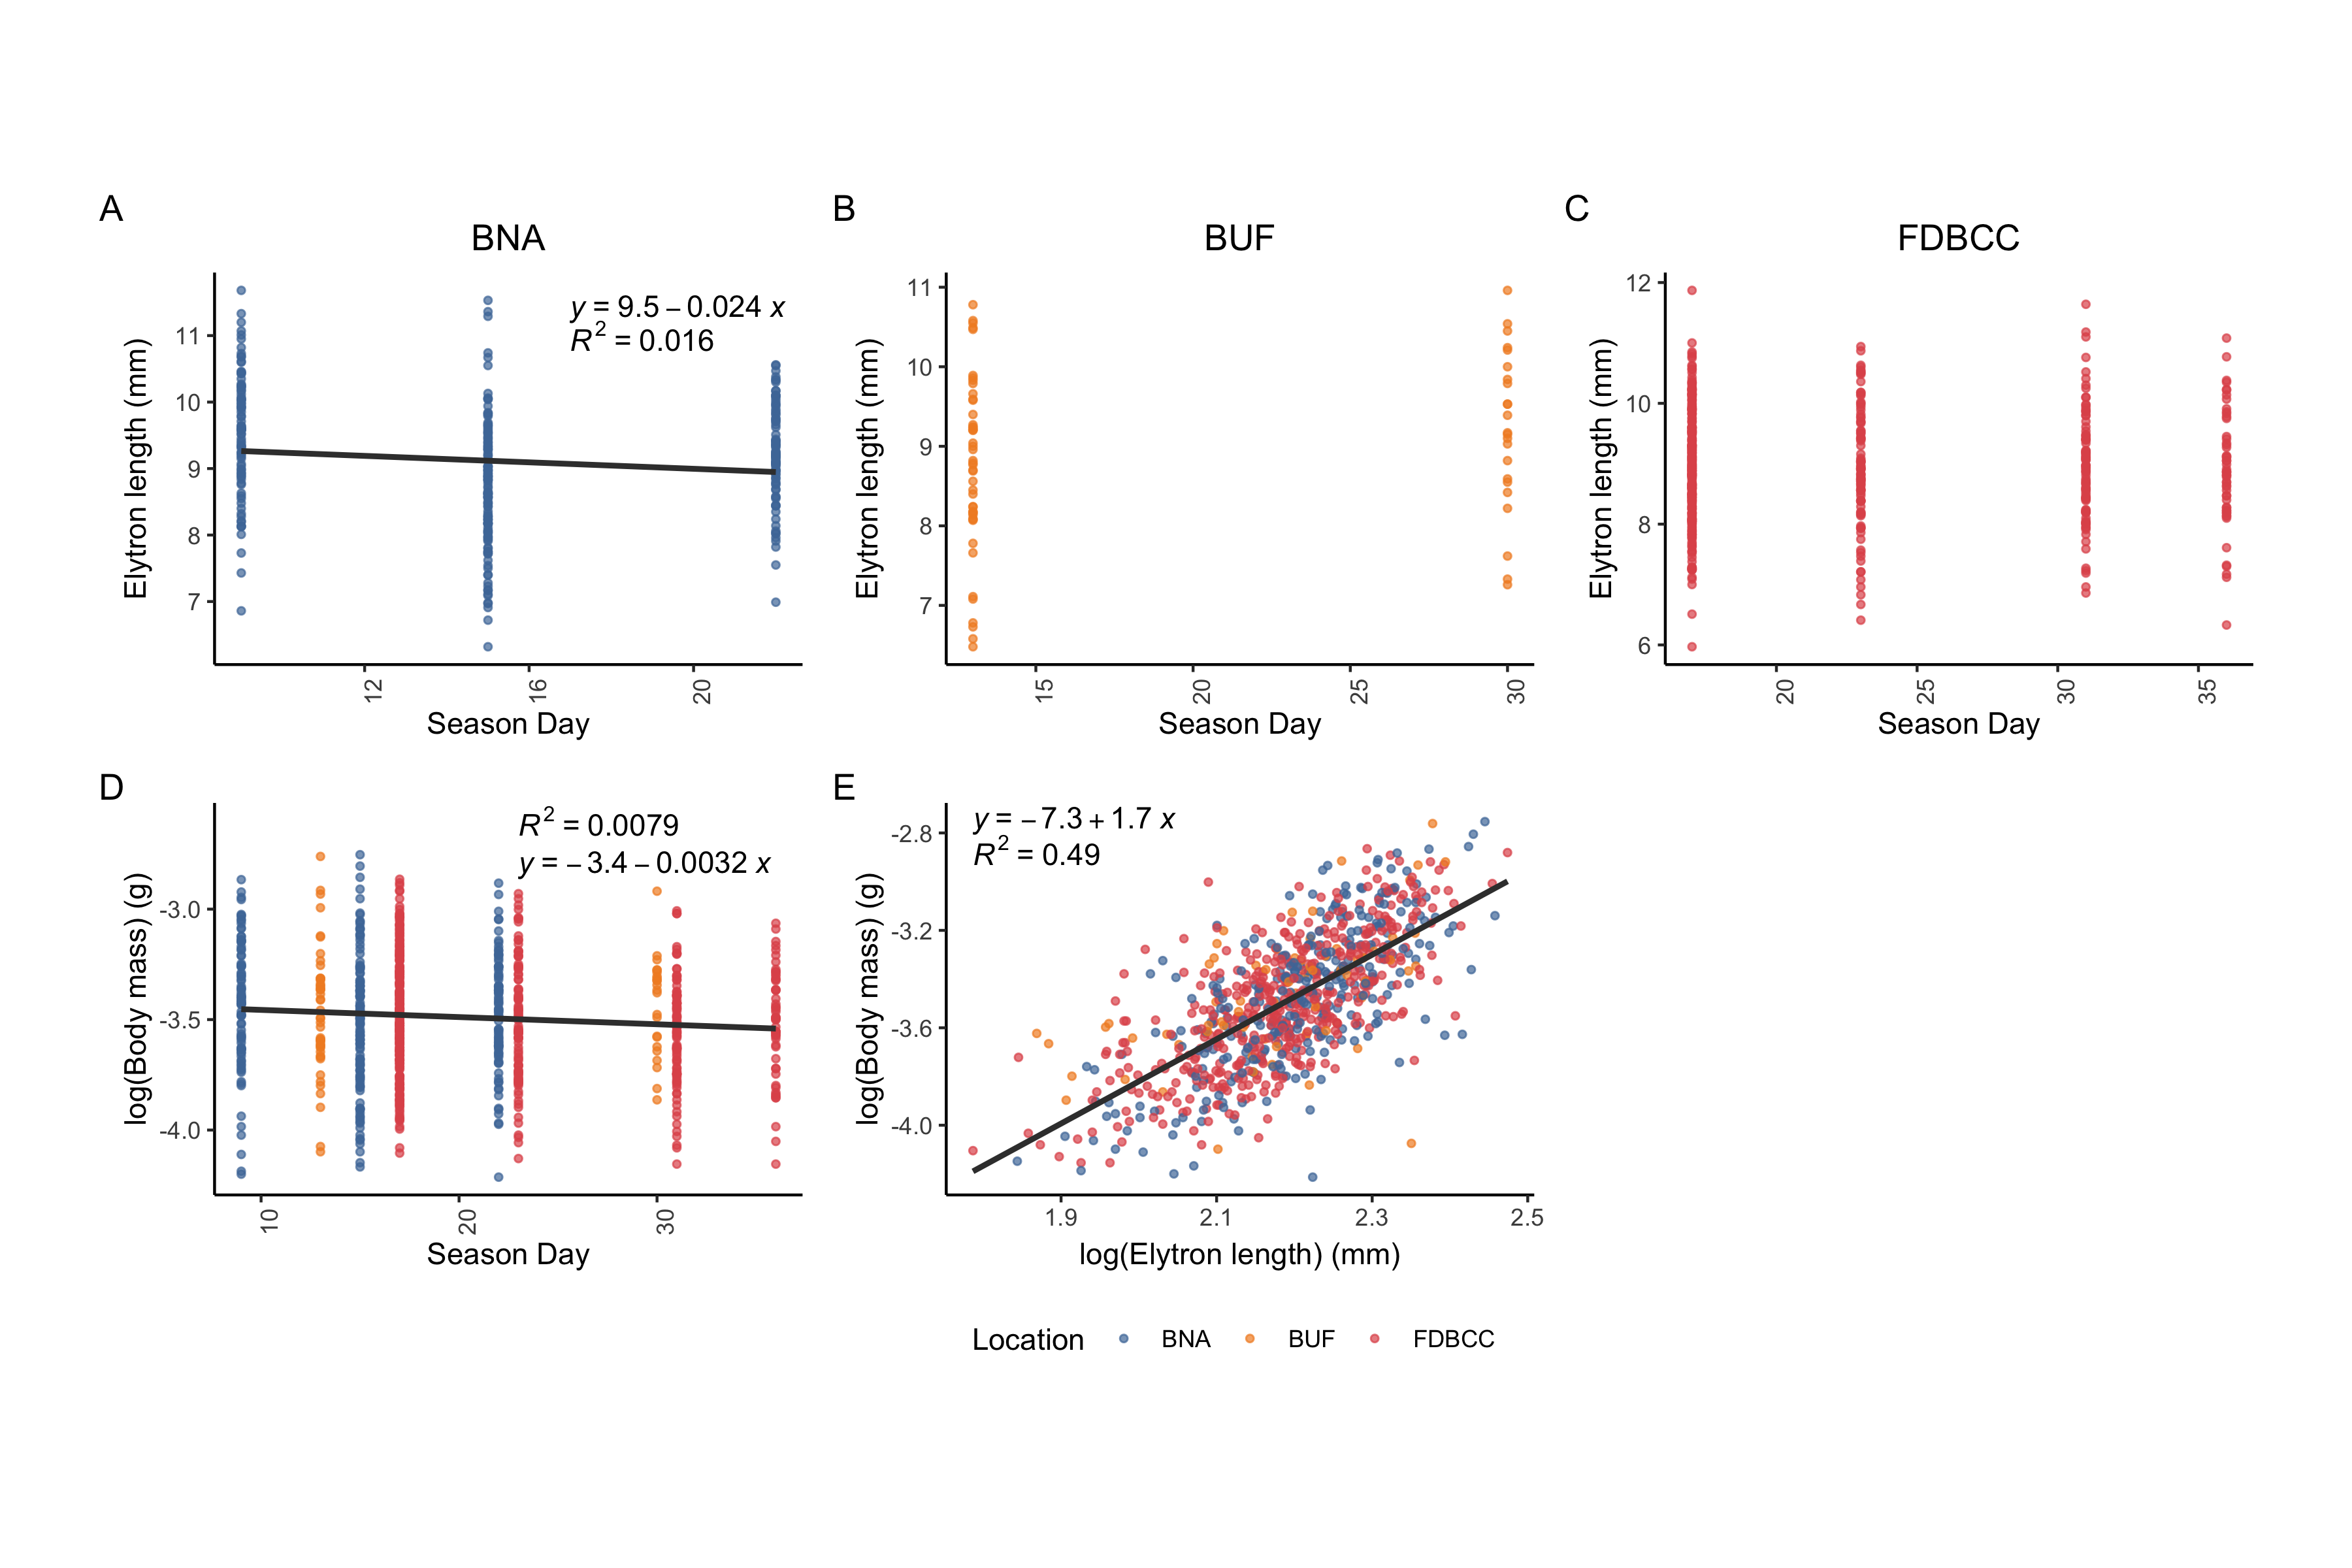 A
BNA
y = 9.5 − 0.024 x
R² = 0.016
Elytron length (mm)
11
10
9
8
7
12
16
20
Season Day
B
BUF
Elytron length (mm)
11
10
9
8
7
15
20
25
30
Season Day
C
FDBCC
Elytron length (mm)
12
10
8
6
20
25
30
35
Season Day
D
R² = 0.0079
y = − 3.4 − 0.0032 x
log(Body mass) (g)
-3.0
-3.5
-4.0
10
20
30
Season Day
E
y = − 7.3 + 1.7 x
R² = 0.49
log(Body mass) (g)
-2.8
-3.2
-3.6
-4.0
1.9
2.1
2.3
2.5
log(Elytron length) (mm)
Location BNA BUF FDBCC